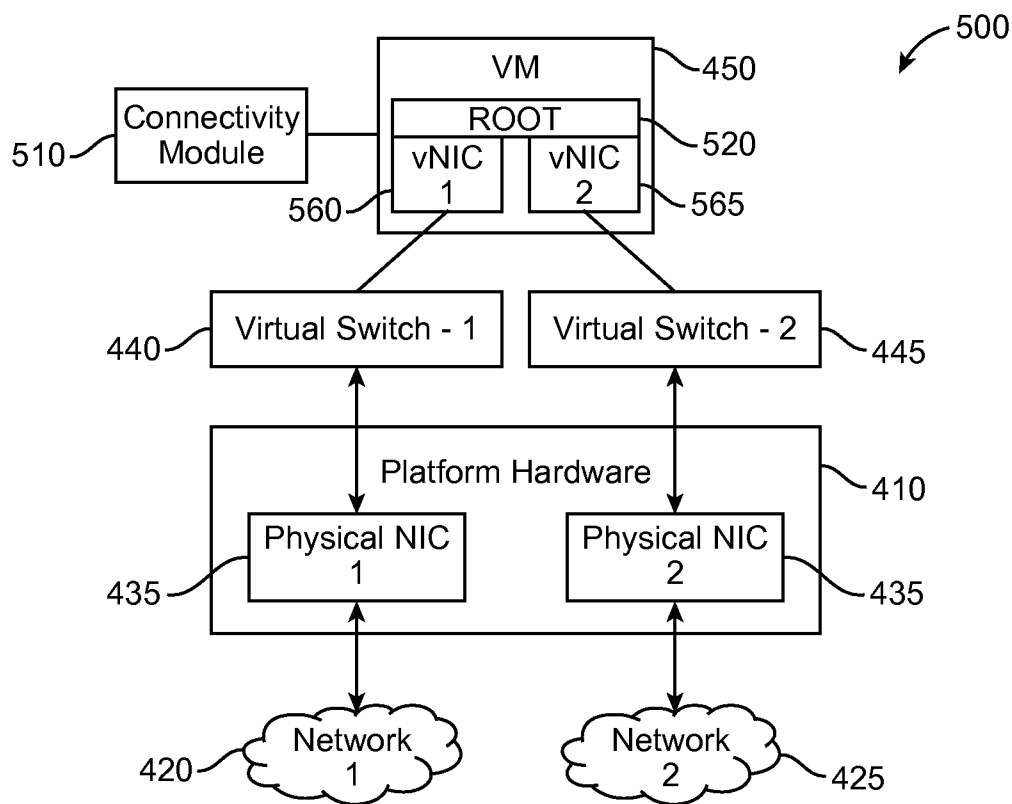 500
VM
450
Connectivity
Module
510
ROOT
520
vNIC
1
560
vNIC
2
565
Virtual Switch - 1
440
Virtual Switch - 2
445
Platform Hardware
410
Physical NIC
1
435
Physical NIC
2
435
Network
1
420
Network
2
425